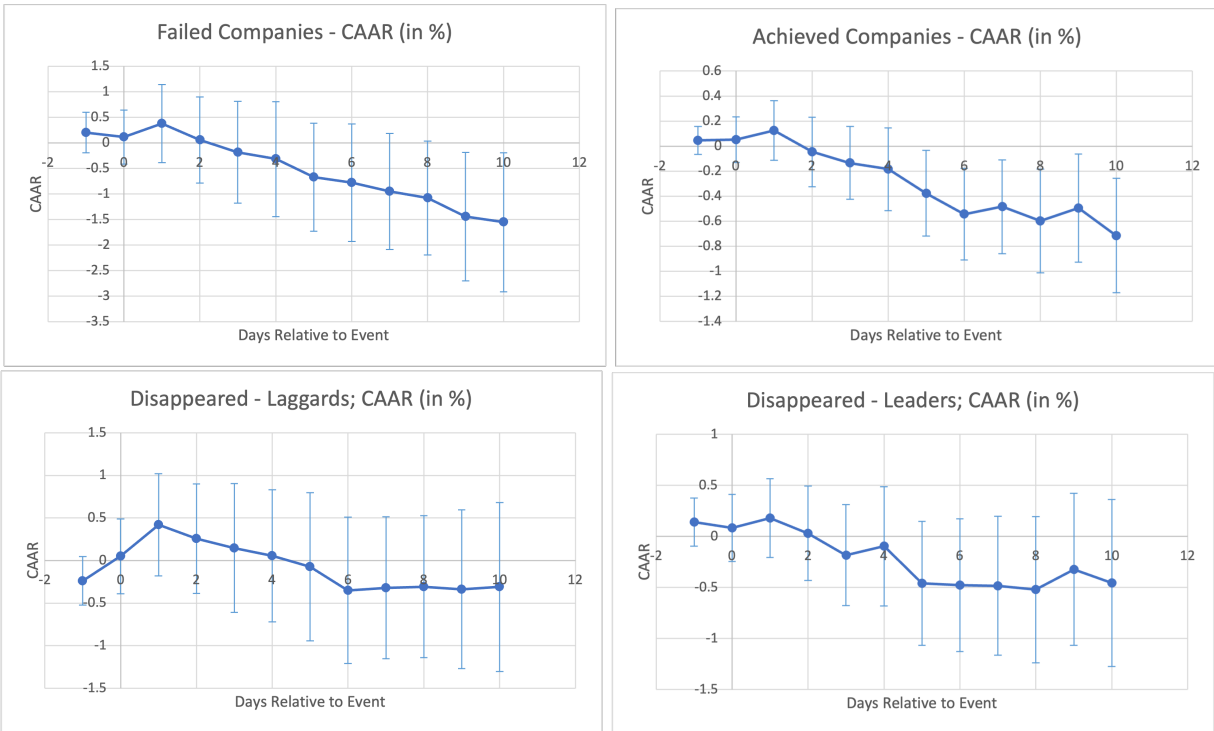 Failed Companies - CAAR (in %)
1.5
1
0.5
0
-0.5
-1
-1.5
-2
-2.5
-3
-3.5
-2 0 2 4 6 8 10 12
CAAR
Days Relative to Event
Achieved Companies - CAAR (in %)
0.6
0.4
0.2
0
-0.2
-0.4
-0.6
-0.8
-1
-1.2
-1.4
-2 0 2 4 6 8 10 12
CAAR
Days Relative to Event
Disappeared - Laggards; CAAR (in %)
1.5
1
0.5
0
-0.5
-1
-1.5
-2 0 2 4 6 8 10 12
CAAR
Days Relative to Event
Disappeared - Leaders; CAAR (in %)
1
0.5
0
-0.5
-1
-1.5
-2 0 2 4 6 8 10 12
CAAR
Days Relative to Event